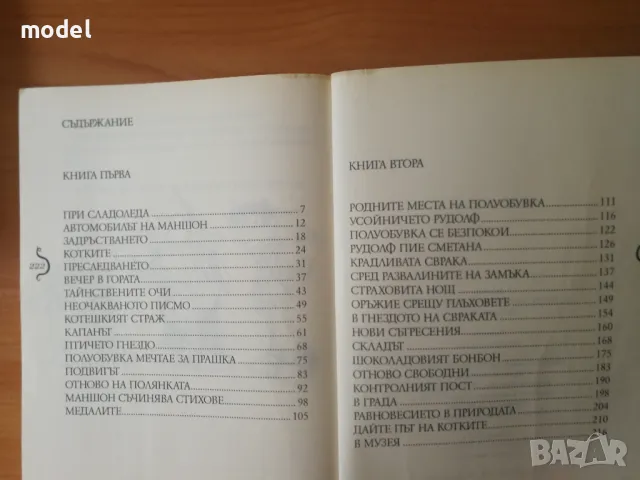 model
СЪДЪРЖАНИЕ
КНИГА ПЪРВА
ПРИ СЛАДОЛЕДА 7
АВТОМОБИЛЪТ НА МАНШОН 12
ЗАДРЪСТВАНЕТО 18
КОТКИТЕ 24
ПРЕСЛЕДВАНЕТО 31
ВЕЧЕР В ГОРАТА 37
ТАЙНСТВЕНИТЕ ОЧИ 43
НЕОЧАКВАНОТО ПИСМО 49
КОТЕШКИЯТ СТРАЖ 55
КАПАНЪТ 61
ПТИЧЕТО ГНЕЗДО 68
ПОЛУОБУВКА МЕЧТАЕ ЗА ПРАШКА 75
ПОДВИГЪТ 83
ОТНОВО НА ПОЛЯНКАТА 92
МАНШОН СЪЧИНЯВА СТИХОВЕ 98
МЕДАЛИТЕ 105
222
КНИГА ВТОРА
РОДНИТЕ МЕСТА НА ПОЛУОБУВКА 111
УСОЙНИЧЕТО РУДОЛФ 116
ПОЛУОБУВКА СЕ БЕЗПОКОИ 122
РУДОЛФ ПИЕ СМЕТАНА 126
КРАДЛИВАТА СВРАКА 131
СРЕД РАЗВАЛИНИТЕ НА ЗАМЪКА 137
СТРАХОВИТА НОЩ 144
ОРЪЖИЕ СРЕЩУ ПЛЪХОВЕТЕ 149
В ГНЕЗДОТО НА СВРАКАТА 154
НОВИ СЪТРЕСЕНИЯ 160
СКЛАДЪТ 168
ШОКОЛАДОВИЯТ БОНБОН 175
ОТНОВО СВОБОДНИ 183
КОНТРОЛНИЯТ ПОСТ 190
В ГРАДА 198
РАВНОВЕСИЕТО В ПРИРОДАТА 204
ДАЙТЕ ПЪТ НА КОТКИТЕ 210
В МУЗЕЯ 216
BAZAR